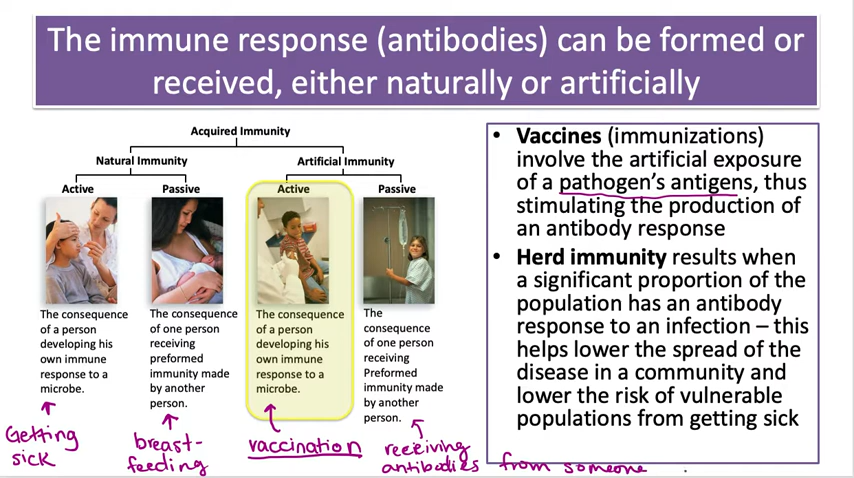 The immune response (antibodies) can be formed or
received, either naturally or artificially
Acquired Immunity
Natural Immunity
Artificial Immunity
Active
Passive
Active
Passive
The consequence
of a person
developing his
own immune
response to a
microbe.
The consequence
of one person
receiving
preformed
immunity made
by another
person.
The consequence
of a person
developing his
own immune
response to a
microbe.
The
consequence
of one person
receiving
Preformed
immunity made
by another
person.
Getting
sick
breast-
feeding
vaccination
receiving
antibodies from someone
• Vaccines (immunizations)
involve the artificial exposure
of a pathogen's antigens, thus
stimulating the production of
an antibody response
• Herd immunity results when
a significant proportion of the
population has an antibody
response to an infection – this
helps lower the spread of the
disease in a community and
lower the risk of vulnerable
populations from getting sick